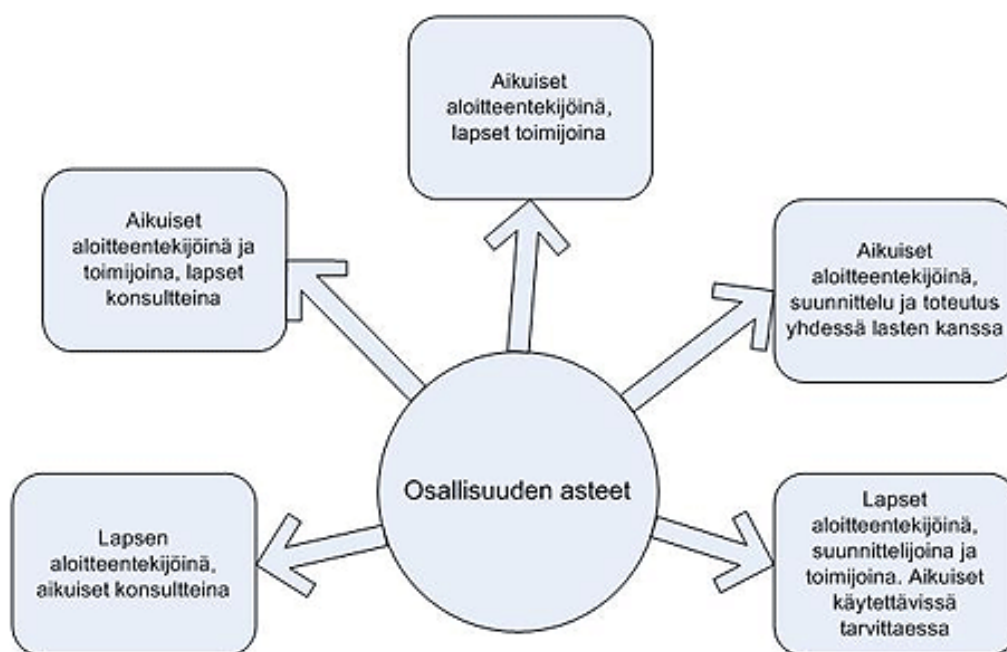 Aikuiset
aloitteentekijöinä,
lapset toimijoina
Aikuiset
aloitteentekijöinä ja
toimijoina, lapset
konsultteina
Aikuiset
aloitteentekijöinä,
suunnittelu ja toteutus
yhdessä lasten kanssa
Osallisuuden asteet
Lapsen
aloitteentekijöinä,
aikuiset konsultteina
Lapset
aloitteentekijöinä,
suunnittelijoina ja
toimijoina. Aikuiset
käytettävissä
tarvittaessa